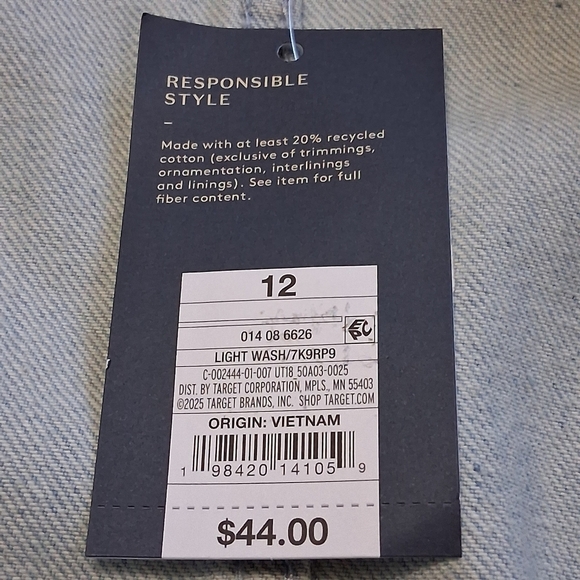 RESPONSIBLE
STYLE
–
Made with at least 20% recycled
cotton (exclusive of trimmings,
ornamentation, interlinings
and linings). See item for full
fiber content.
12
014 08 6626
LIGHT WASH/7K9RP9
C-002444-01-007 UT18 50A03-0025
DIST. BY TARGET CORPORATION, MPLS., MN 55403
©2025 TARGET BRANDS, INC. SHOP TARGET.COM
ORIGIN: VIETNAM
1 98420 14105 9
$44.00